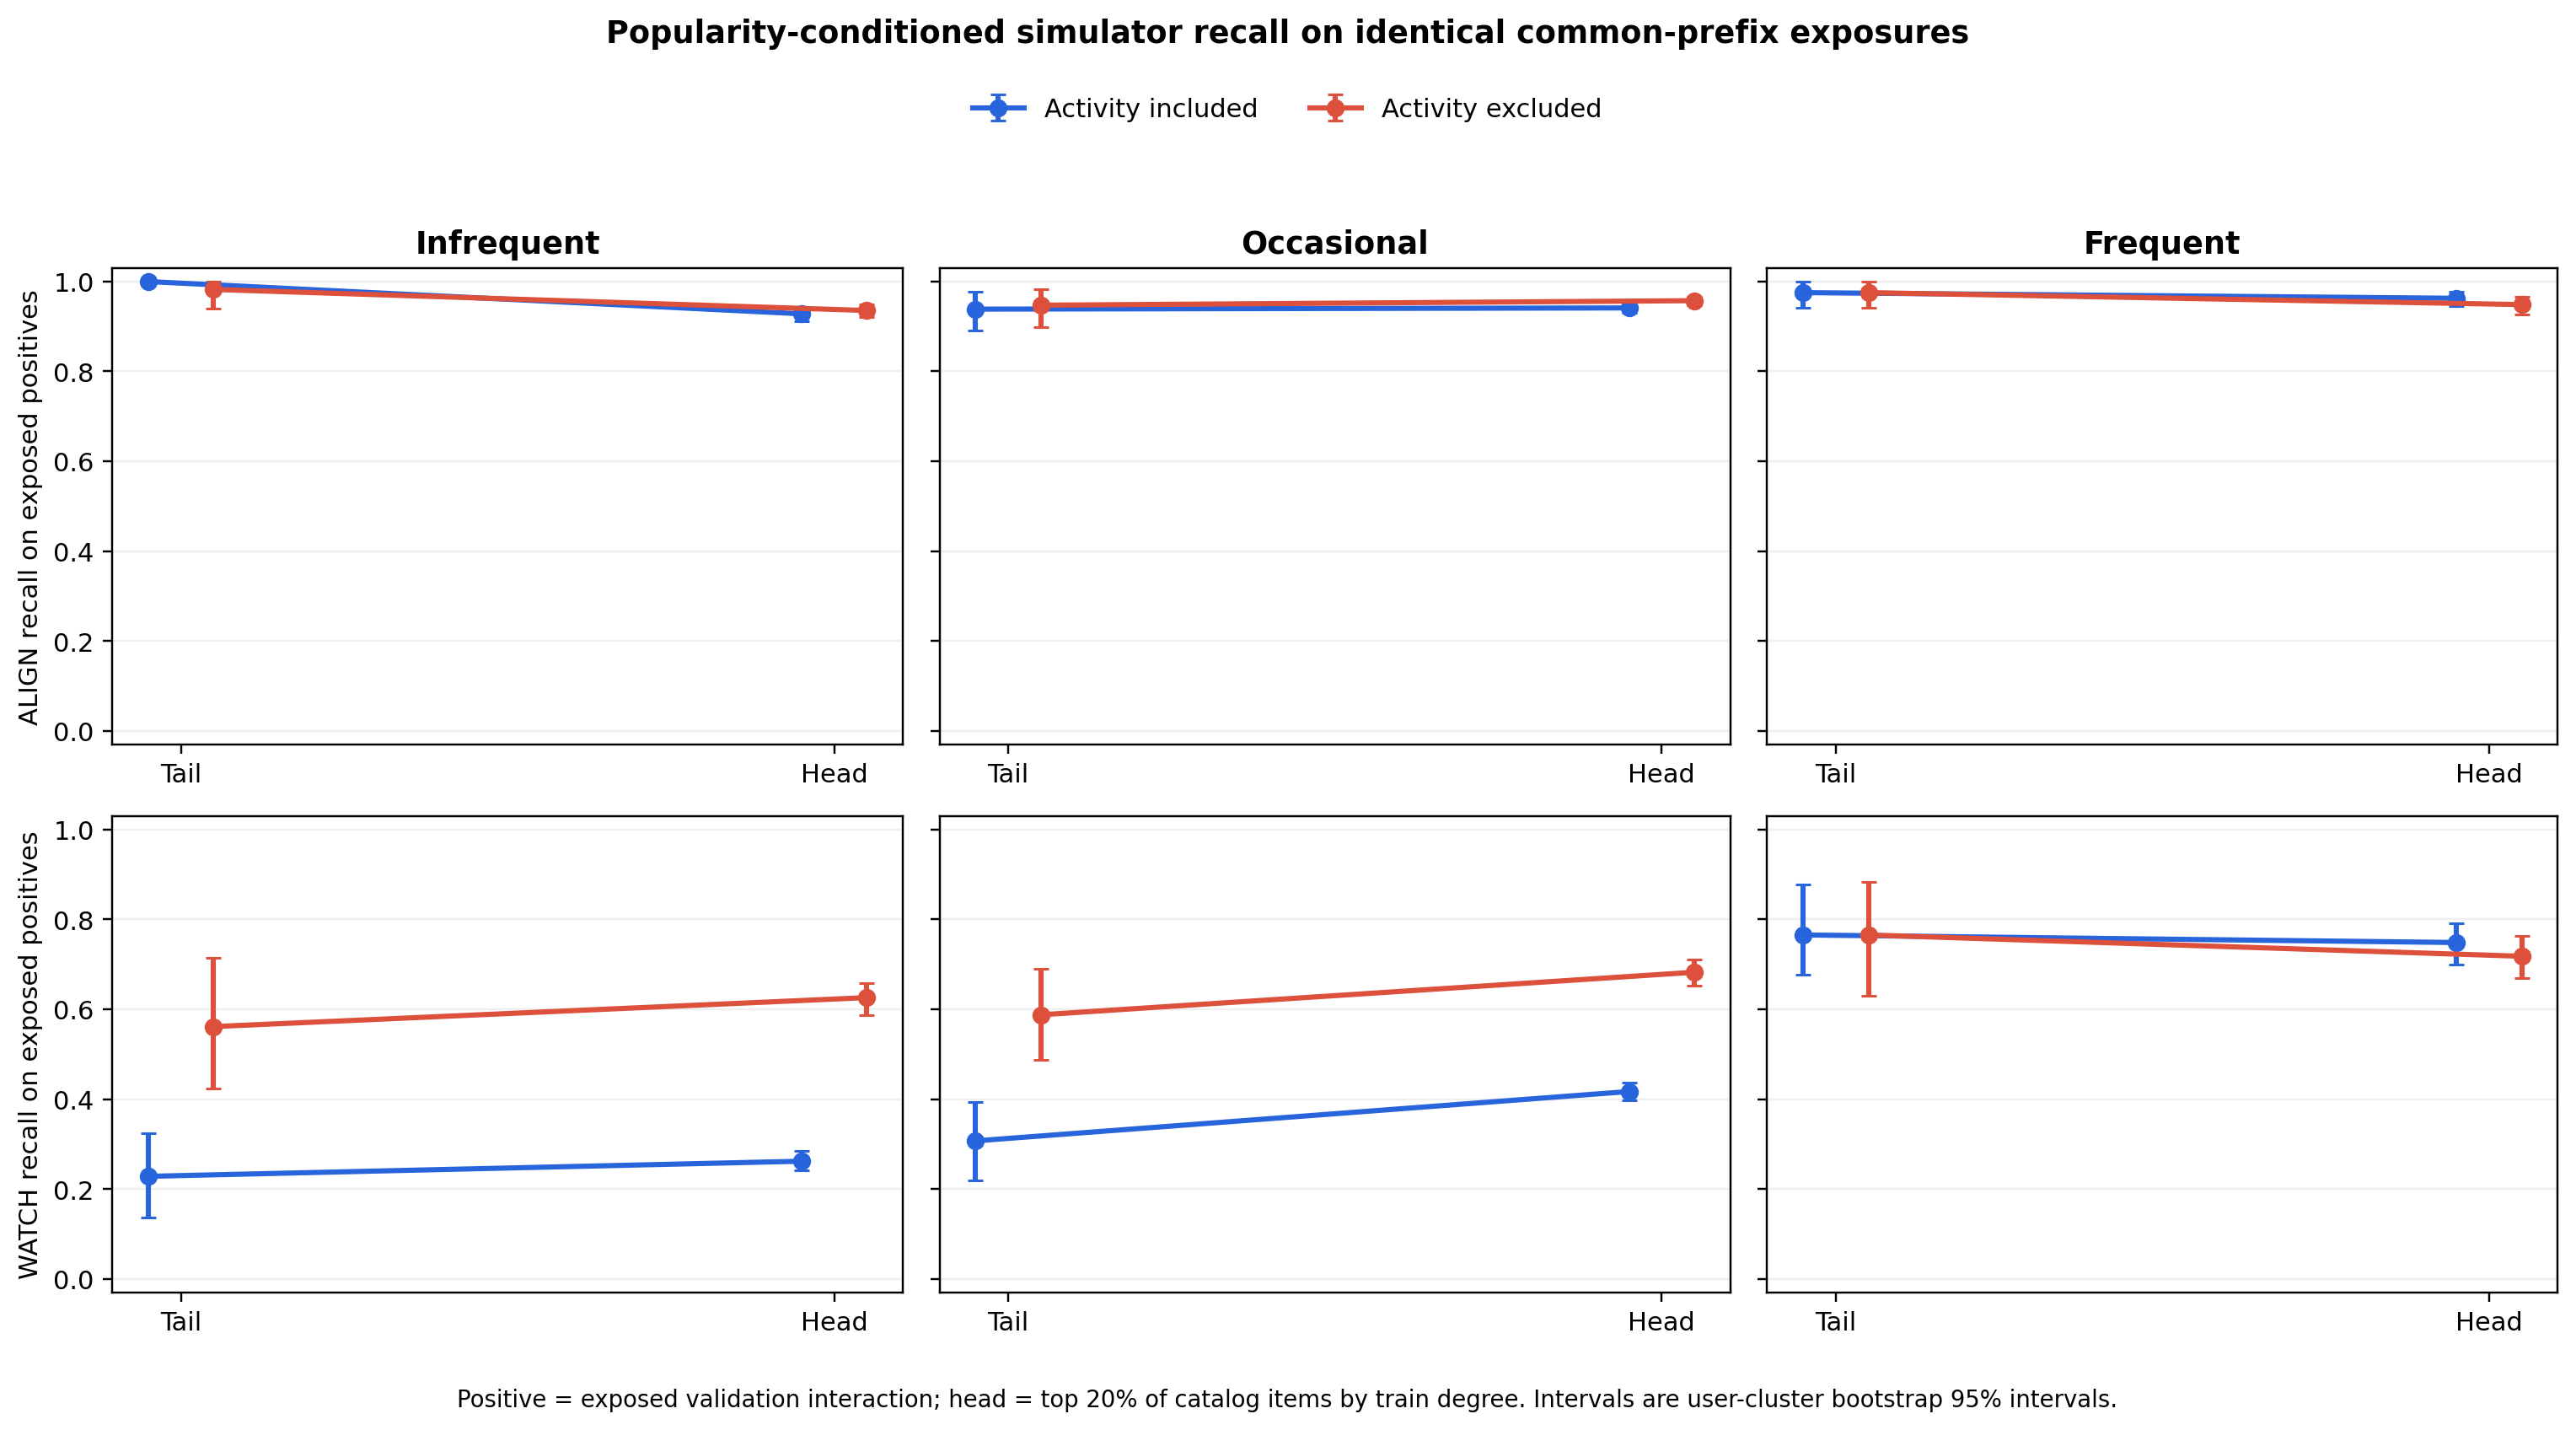 Popularity-conditioned simulator recall on identical common-prefix exposures
Activity included
Activity excluded
Infrequent
Occasional
Frequent
ALIGN recall on exposed positives
1.0
0.8
0.6
0.4
0.2
0.0
Tail
Head
Tail
Head
Tail
Head
WATCH recall on exposed positives
1.0
0.8
0.6
0.4
0.2
0.0
Tail
Head
Tail
Head
Tail
Head
Positive = exposed validation interaction; head = top 20% of catalog items by train degree. Intervals are user-cluster bootstrap 95% intervals.